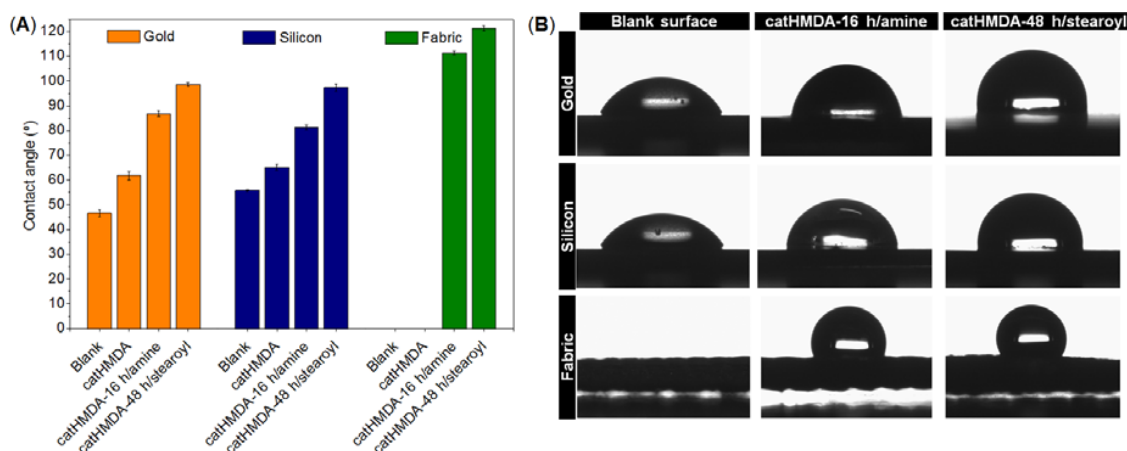 (A)
Gold
Silicon
Fabric
Contact angle (°)
120
110
100
90
80
70
60
50
40
30
20
10
0
Blank
catHMDA
catHMDA-16 h/amine
catHMDA-48 h/stearoyl
Blank
catHMDA
catHMDA-16 h/amine
catHMDA-48 h/stearoyl
Blank
catHMDA
catHMDA-16 h/amine
catHMDA-48 h/stearoyl
(B)
Blank surface
catHMDA-16 h/amine
catHMDA-48 h/stearoyl
Gold
Silicon
Fabric